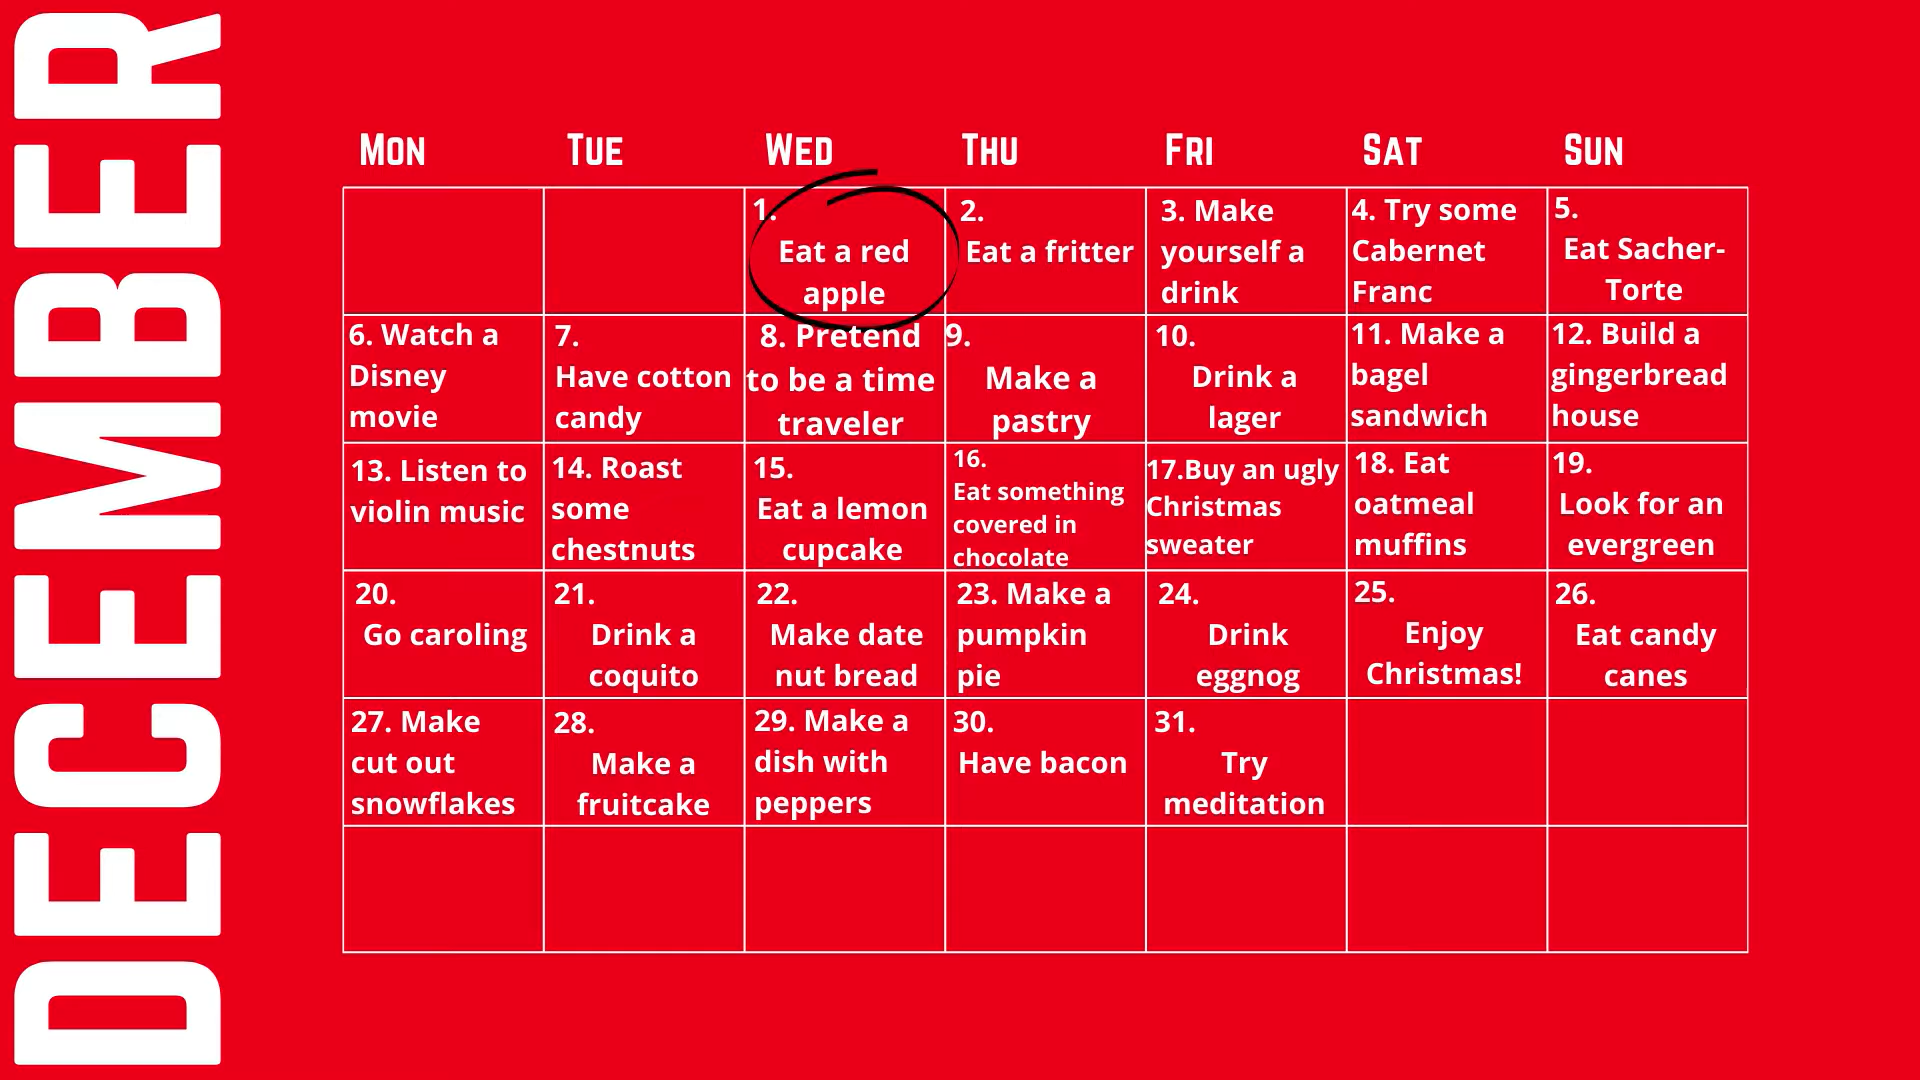 DECEMBER
MON TUE WED THU FRI SAT SUN
1.
Eat a red
apple
2.
Eat a fritter
3. Make
yourself a
drink
4. Try some
Cabernet
Franc
5.
Eat Sacher-
Torte
6. Watch a
Disney
movie
7.
Have cotton
candy
8. Pretend
to be a time
traveler
9.
Make a
pastry
10.
Drink a
lager
11. Make a
bagel
sandwich
12. Build a
gingerbread
house
13. Listen to
violin music
14. Roast
some
chestnuts
15.
Eat a lemon
cupcake
16.
Eat something
covered in
chocolate
17.Buy an ugly
Christmas
sweater
18. Eat
oatmeal
muffins
19.
Look for an
evergreen
20.
Go caroling
21.
Drink a
coquito
22.
Make date
nut bread
23. Make a
pumpkin
pie
24.
Drink
eggnog
25.
Enjoy
Christmas!
26.
Eat candy
canes
27. Make
cut out
snowflakes
28.
Make a
fruitcake
29. Make a
dish with
peppers
30.
Have bacon
31.
Try
meditation